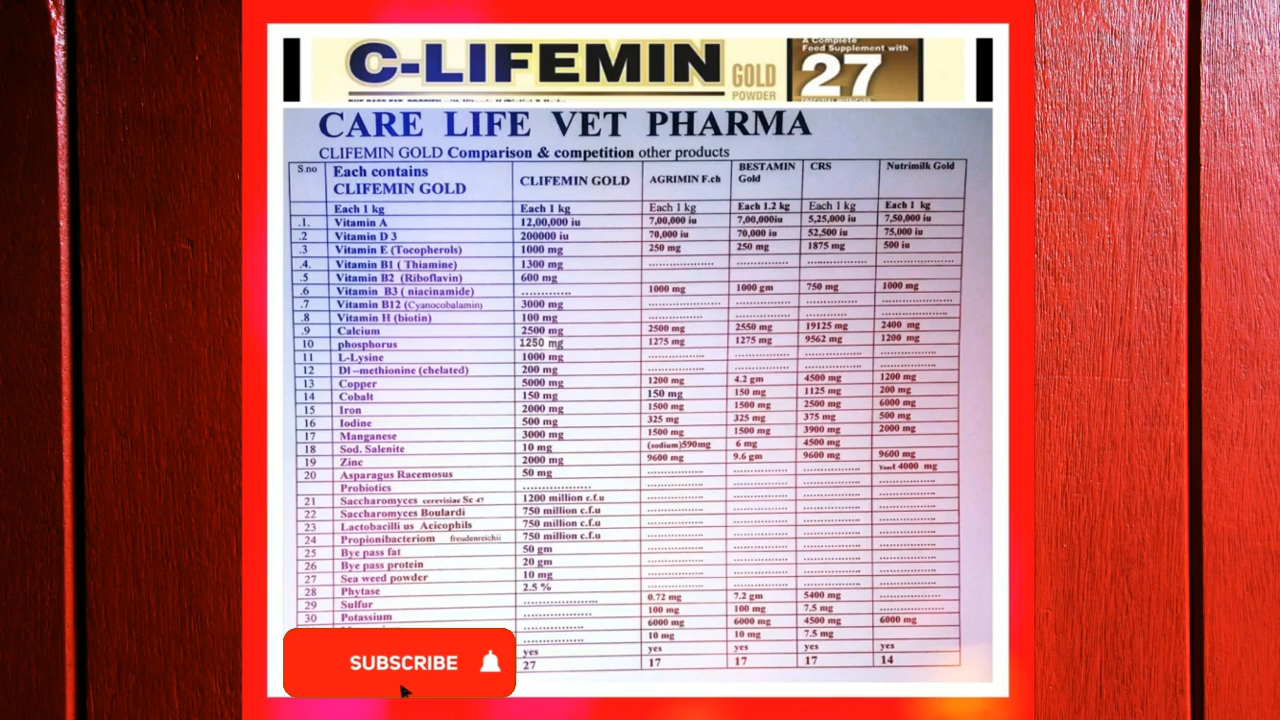 C-LIFEMIN GOLD POWDER
A Complete
Feed Supplement with
27
CARE LIFE VET PHARMA
CLIFEMIN GOLD Comparison & competition other products
S.no Each contains CLIFEMIN GOLD CLIFEMIN GOLD AGRIMIN F.ch BESTAMIN Gold CRS Nutrimilk Gold
Each 1 kg Each 1 kg Each 1 kg Each 1.2 kg Each 1 kg Each 1 kg
.1. Vitamin A 12,00,000 iu 7,00,000 iu 7,00,000iu 5,25,000 iu 7,50,000 iu
.2 Vitamin D 3 200000 iu 70,000 iu 70,000 iu 52,500 iu 75,000 iu
.3 Vitamin E (Tocopherols) 1000 mg 250 mg 250 mg 1875 mg 500 iu
.4. Vitamin B1 ( Thiamine) 1300 mg
.5 Vitamin B2 (Riboflavin) 600 mg
.6 Vitamin B3 ( niacinamide) ............. 1000 mg 1000 gm 750 mg 1000 mg
.7 Vitamin B12 (Cyanocobalamin) 3000 mg
.8 Vitamin H (biotin) 100 mg
.9 Calcium 2500 mg 2500 mg 2550 mg 19125 mg 2400 mg
10 phosphorus 1250 mg 1275 mg 1275 mg 9562 mg 1200 mg
11 L-Lysine 1000 mg
12 Dl –methionine (chelated) 200 mg
13 Copper 5000 mg 1200 mg 4.2 gm 4500 mg 1200 mg
14 Cobalt 150 mg 150 mg 150 mg 1125 mg 200 mg
15 Iron 2000 mg 1500 mg 1500 mg 2500 mg 6000 mg
16 Iodine 500 mg 325 mg 325 mg 375 mg 500 mg
17 Manganese 3000 mg 1500 mg 1500 mg 3900 mg 2000 mg
18 Sod. Salenite 10 mg (sodium)590mg 6 mg 4500 mg
19 Zinc 2000 mg 9600 mg 9.6 gm 9600 mg 9600 mg
20 Asparagus Racemosus 50 mg 4000 mg
Probiotics .................
21 Saccharomyces cerevisiae Sc 47 1200 million c.f.u
22 Saccharomyces Boulardi 750 million c.f.u
23 Lactobacilli us Acicophils 750 million c.f.u
24 Propionibacteriom freudenreichii 750 million c.f.u
25 Bye pass fat 50 gm
26 Bye pass protein 20 gm
27 Sea weed powder 10 mg
28 Phytase 2.5 %
29 Sulfur .................. 0.72 mg 7.2 gm 5400 mg
30 Potassium .................. 100 mg 100 mg 7.5 mg
6000 mg 6000 mg 4500 mg 6000 mg
10 mg 10 mg 7.5 mg
yes yes yes yes yes
27 17 17 17 14
SUBSCRIBE